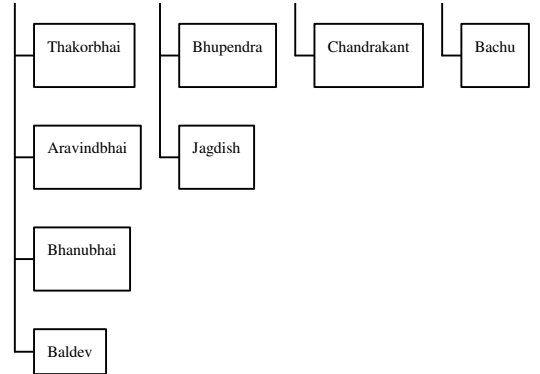 Thakorbhai
Bhupendra
Chandrakant
Bachu
Aravindbhai
Jagdish
Bhanubhai
Baldev